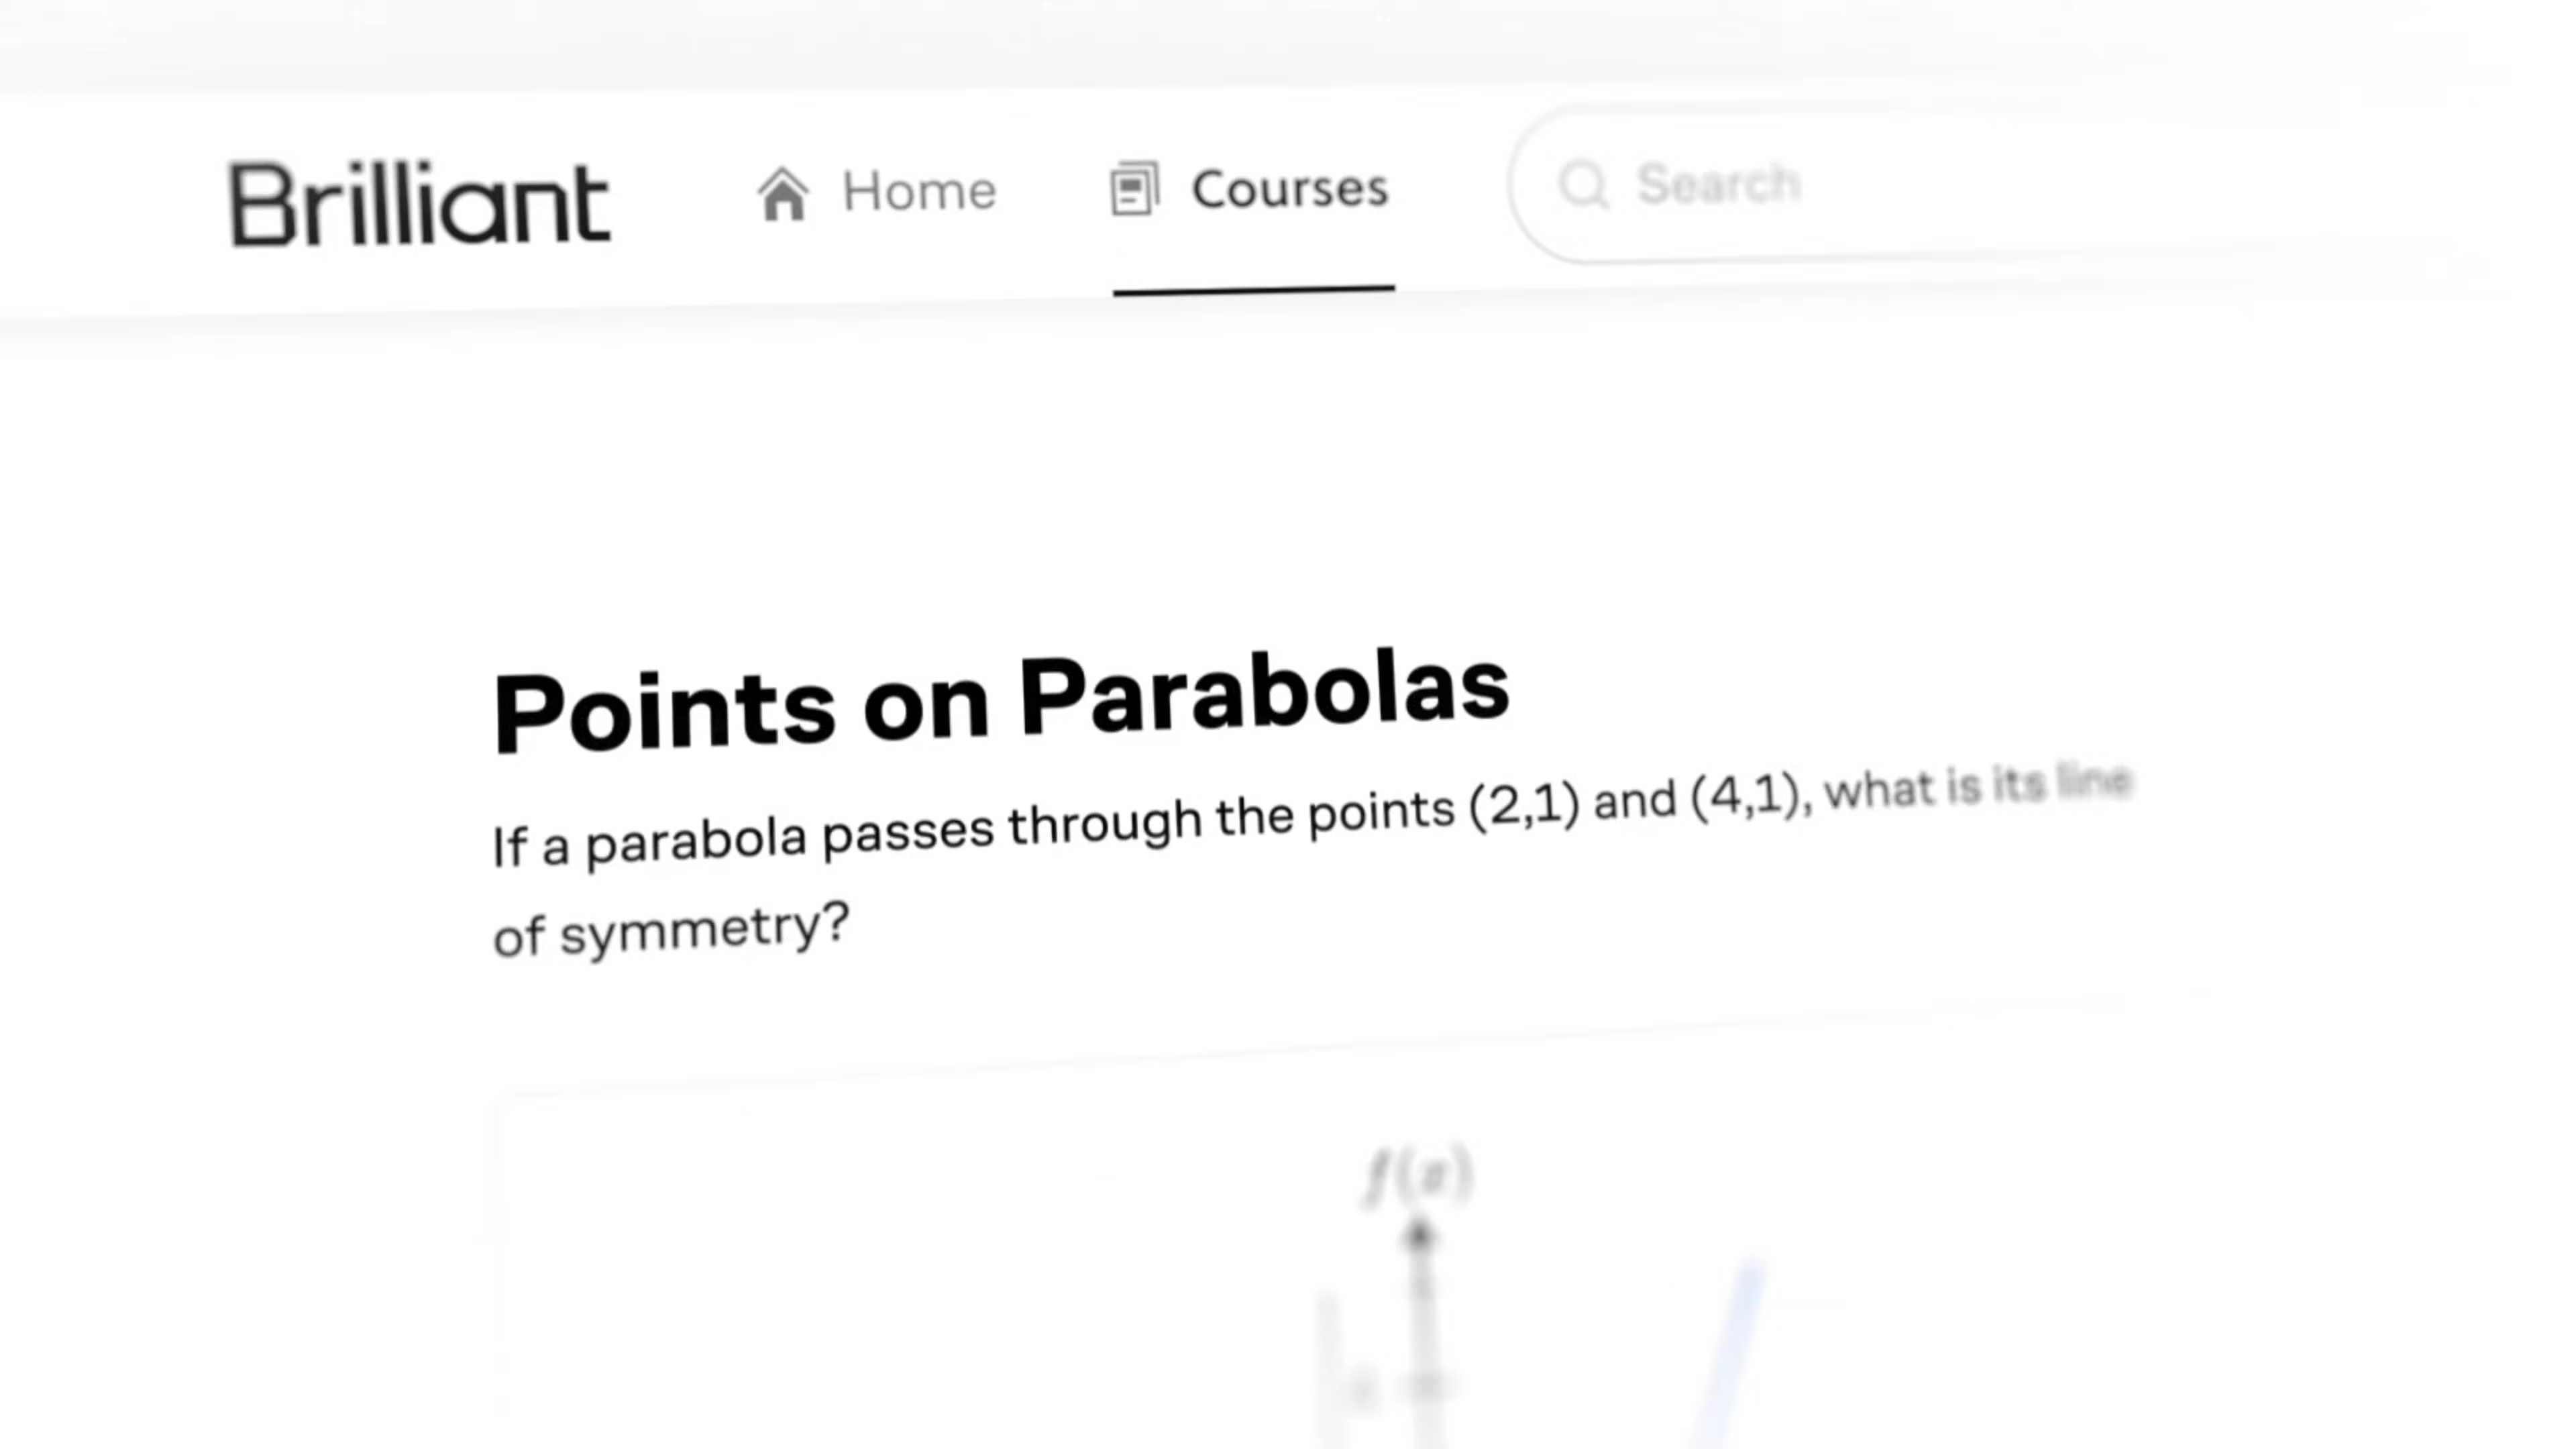 Brilliant
Home
Courses
Search
Points on Parabolas
If a parabola passes through the points (2,1) and (4,1), what is its line
of symmetry?
f(x)